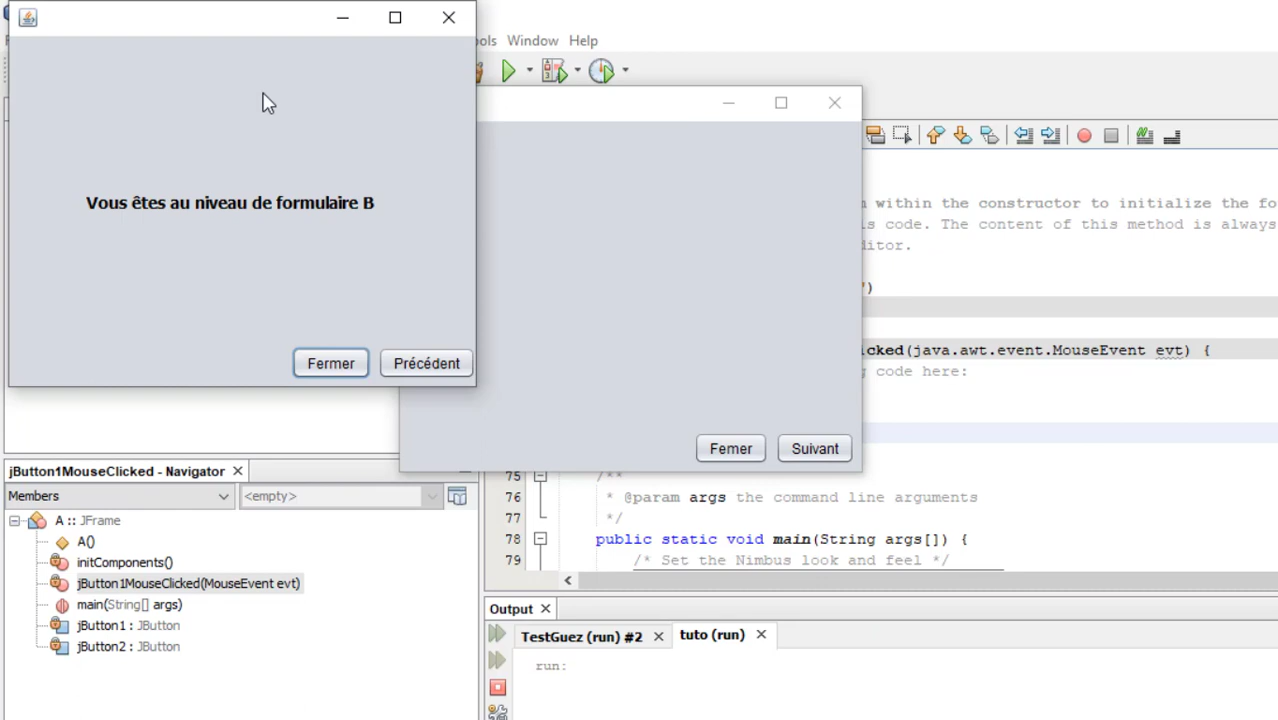 ols Window Help
Vous êtes au niveau de formulaire B
Fermer Précédent
Femer Suivant
n within the constructor to initialize the fo
is code. The content of this method is always
ditor.
")
cked(java.awt.event.MouseEvent evt) {
g code here:
jButton1MouseClicked - Navigator
Members
<empty>
A :: JFrame
A()
initComponents()
jButton1MouseClicked(MouseEvent evt)
main(String[] args)
jButton1 : JButton
jButton2 : JButton
75 /**
76 * @param args the command line arguments
77 */
78 public static void main(String args[]) {
79 /* Set the Nimbus look and feel */
Output
TestGuez (run) #2 tuto (run)
run: